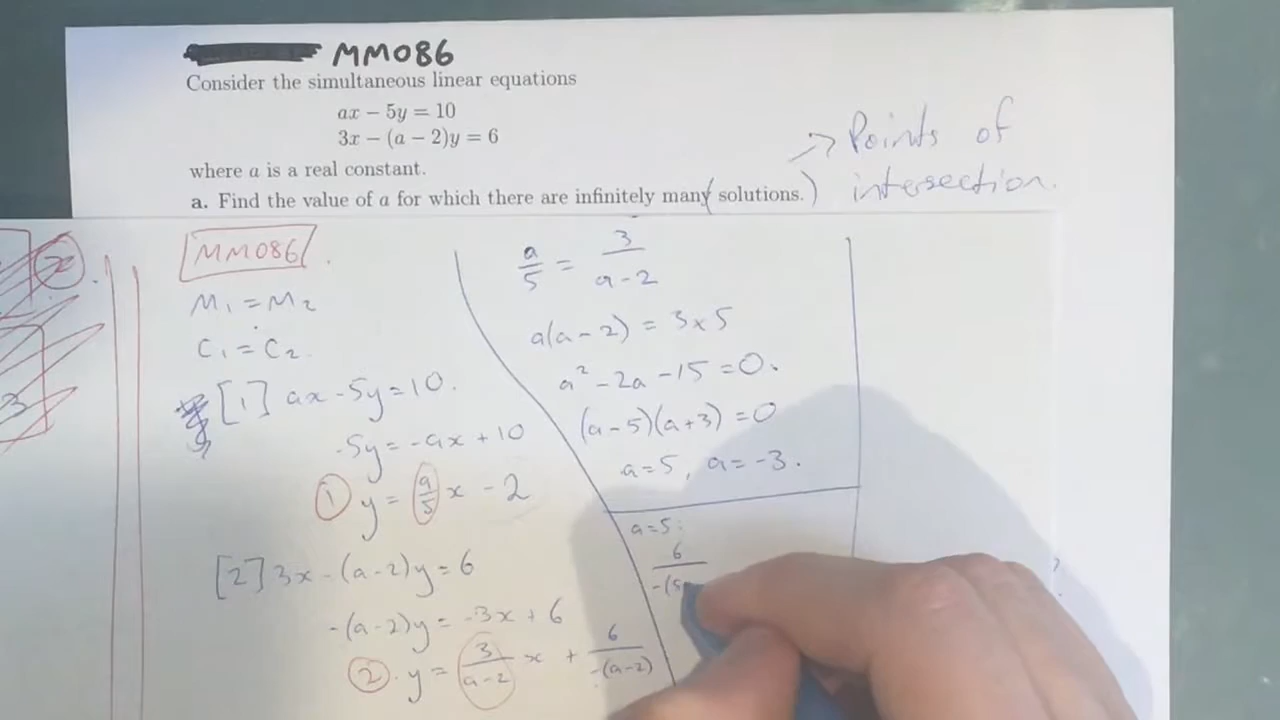 MM086
Consider the simultaneous linear equations
ax − 5y = 10
3x − (a − 2)y = 6
where a is a real constant.
a. Find the value of a for which there are infinitely many (solutions.)
→ Points of
intersection.
MM086
M₁ = M₂
C₁ = C₂
[1] ax - 5y = 10.
-5y = -ax + 10
① y = a/5 x - 2
[2] 3x - (a-2)y = 6
-(a-2)y = -3x + 6
② y = 3/(a-2) x + 6/-(a-2)
a/5 = 3/(a-2)
a(a-2) = 3×5
a² - 2a - 15 = 0.
(a-5)(a+3) = 0
a = 5, a = -3.
a = 5:
6
-(5